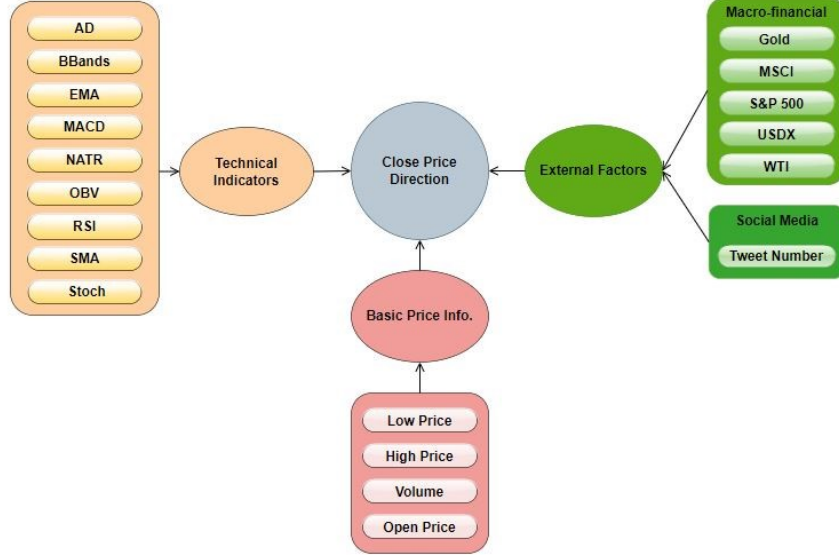 AD
BBands
EMA
MACD
NATR
OBV
RSI
SMA
Stoch
Technical
Indicators
Close Price
Direction
External Factors
Macro-financial
Gold
MSCI
S&P 500
USDX
WTI
Social Media
Tweet Number
Basic Price Info.
Low Price
High Price
Volume
Open Price